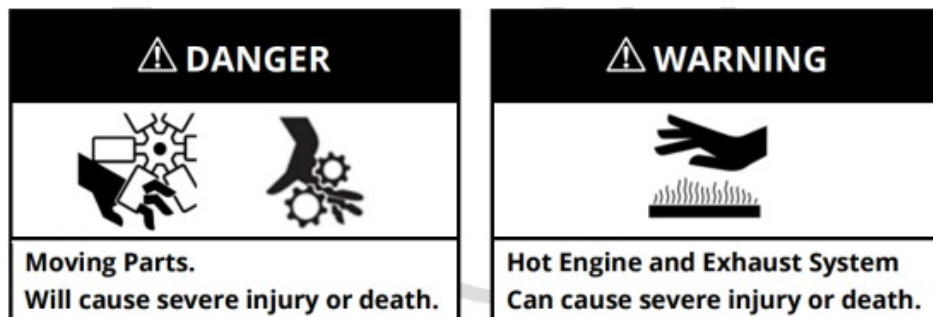 ⚠ DANGER
Moving Parts.
Will cause severe injury or death.
⚠ WARNING
Hot Engine and Exhaust System
Can cause severe injury or death.